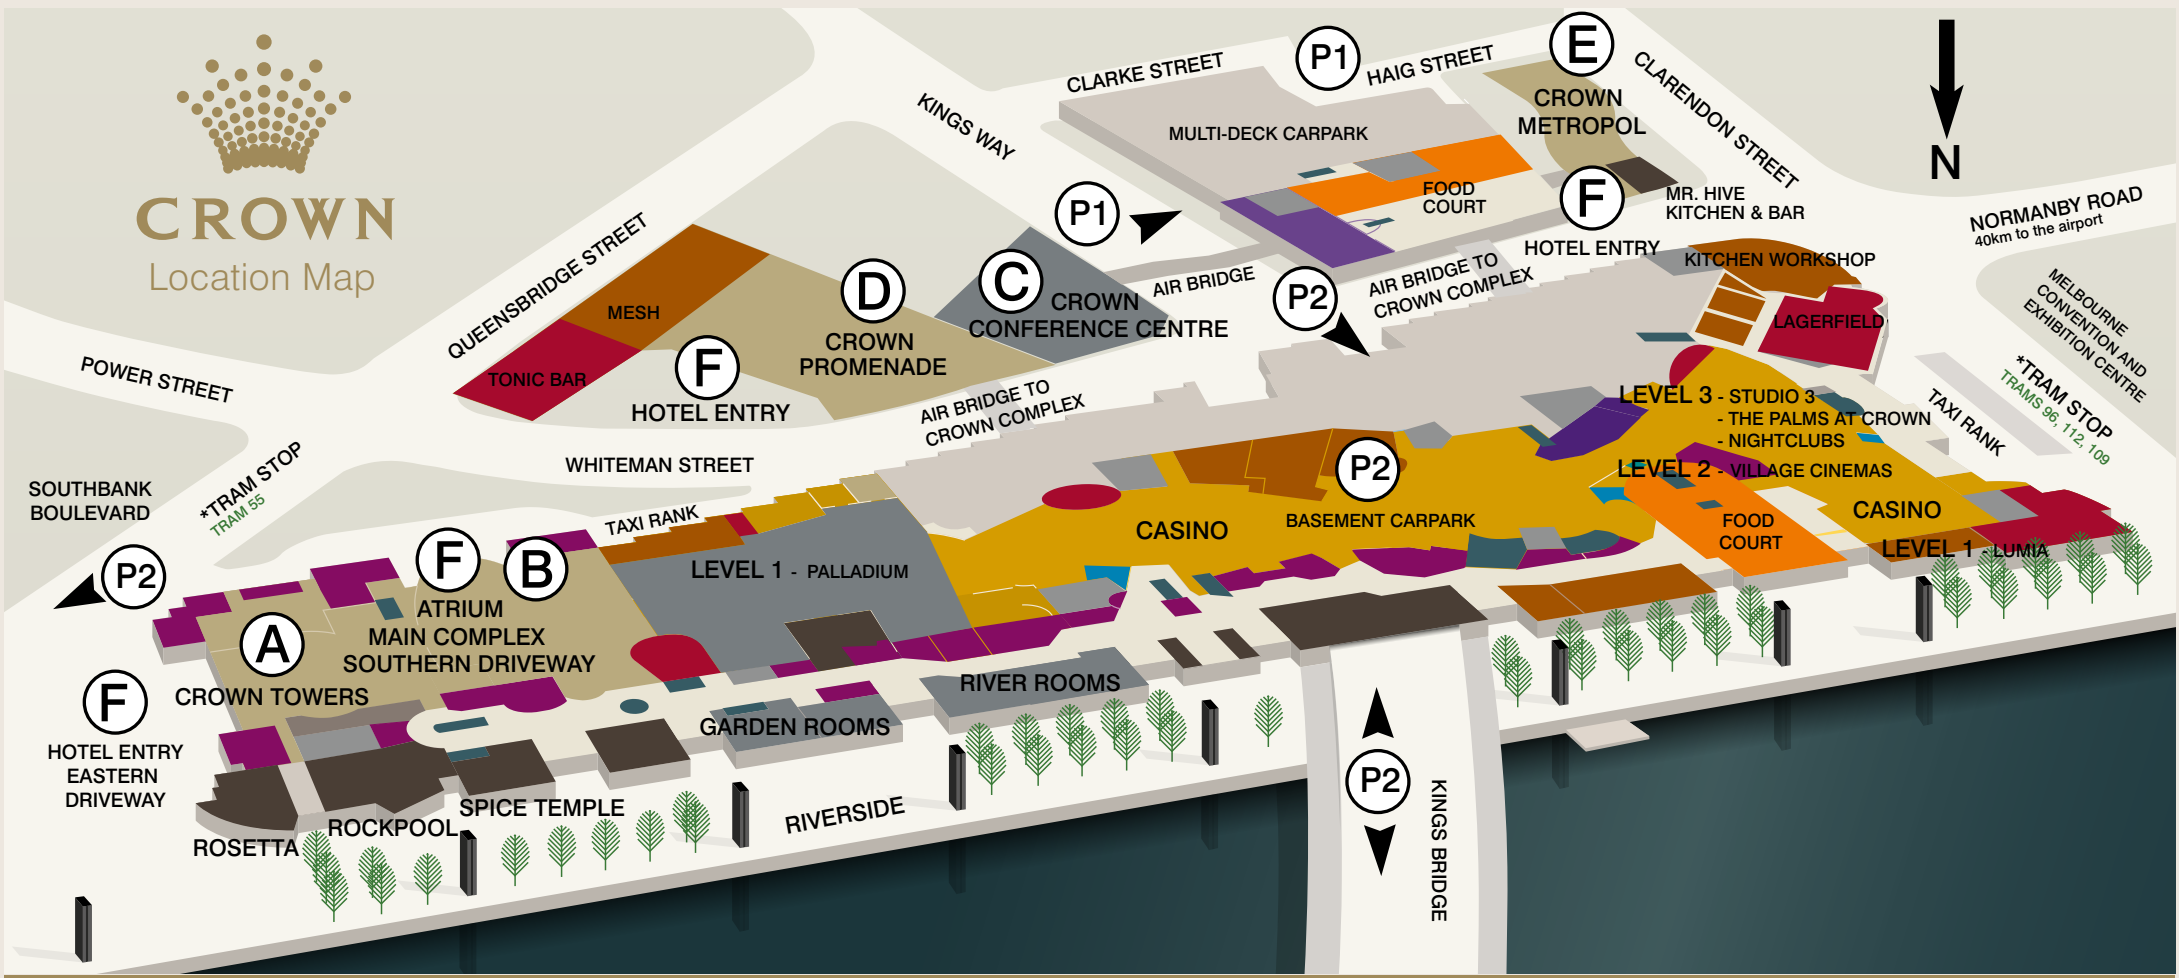 CROWN
Location Map
CLARKE STREET
P1
HAIG STREET
E
CROWN
METROPOL
CLARENDON STREET
N
KINGS WAY
MULTI-DECK CARPARK
FOOD
COURT
F
MR. HIVE
KITCHEN & BAR
HOTEL ENTRY
NORMANBY ROAD
40km to the airport
P1
AIR BRIDGE
P2
AIR BRIDGE TO
CROWN COMPLEX
KITCHEN WORKSHOP
LAGERFIELD
MELBOURNE
CONVENTION AND
EXHIBITION CENTRE
QUEENSBRIDGE STREET
MESH
TONIC BAR
D
CROWN
PROMENADE
C
CROWN
CONFERENCE CENTRE
F
HOTEL ENTRY
AIR BRIDGE TO
CROWN COMPLEX
POWER STREET
WHITEMAN STREET
LEVEL 3 - STUDIO 3
- THE PALMS AT CROWN
- NIGHTCLUBS
LEVEL 2 - VILLAGE CINEMAS
TAXI RANK
*TRAM STOP
TRAMS 96, 112, 109
SOUTHBANK
BOULEVARD
*TRAM STOP
TRAM 55
TAXI RANK
P2
BASEMENT CARPARK
CASINO
FOOD
COURT
CASINO
LEVEL 1 - LUMIA
P2
F
B
ATRIUM
MAIN COMPLEX
SOUTHERN DRIVEWAY
LEVEL 1 - PALLADIUM
A
CROWN TOWERS
F
HOTEL ENTRY
EASTERN
DRIVEWAY
RIVER ROOMS
GARDEN ROOMS
SPICE TEMPLE
ROCKPOOL
ROSETTA
RIVERSIDE
P2
KINGS BRIDGE